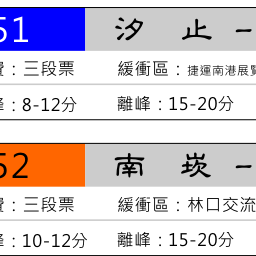 51 汐 止 -
費：三段票 緩衝區：捷運南港展覽
峰：8-12分 離峰：15-20分
52 南 崁 -
費：三段票 緩衝區：林口交流
峰：10-12分 離峰：15-20分